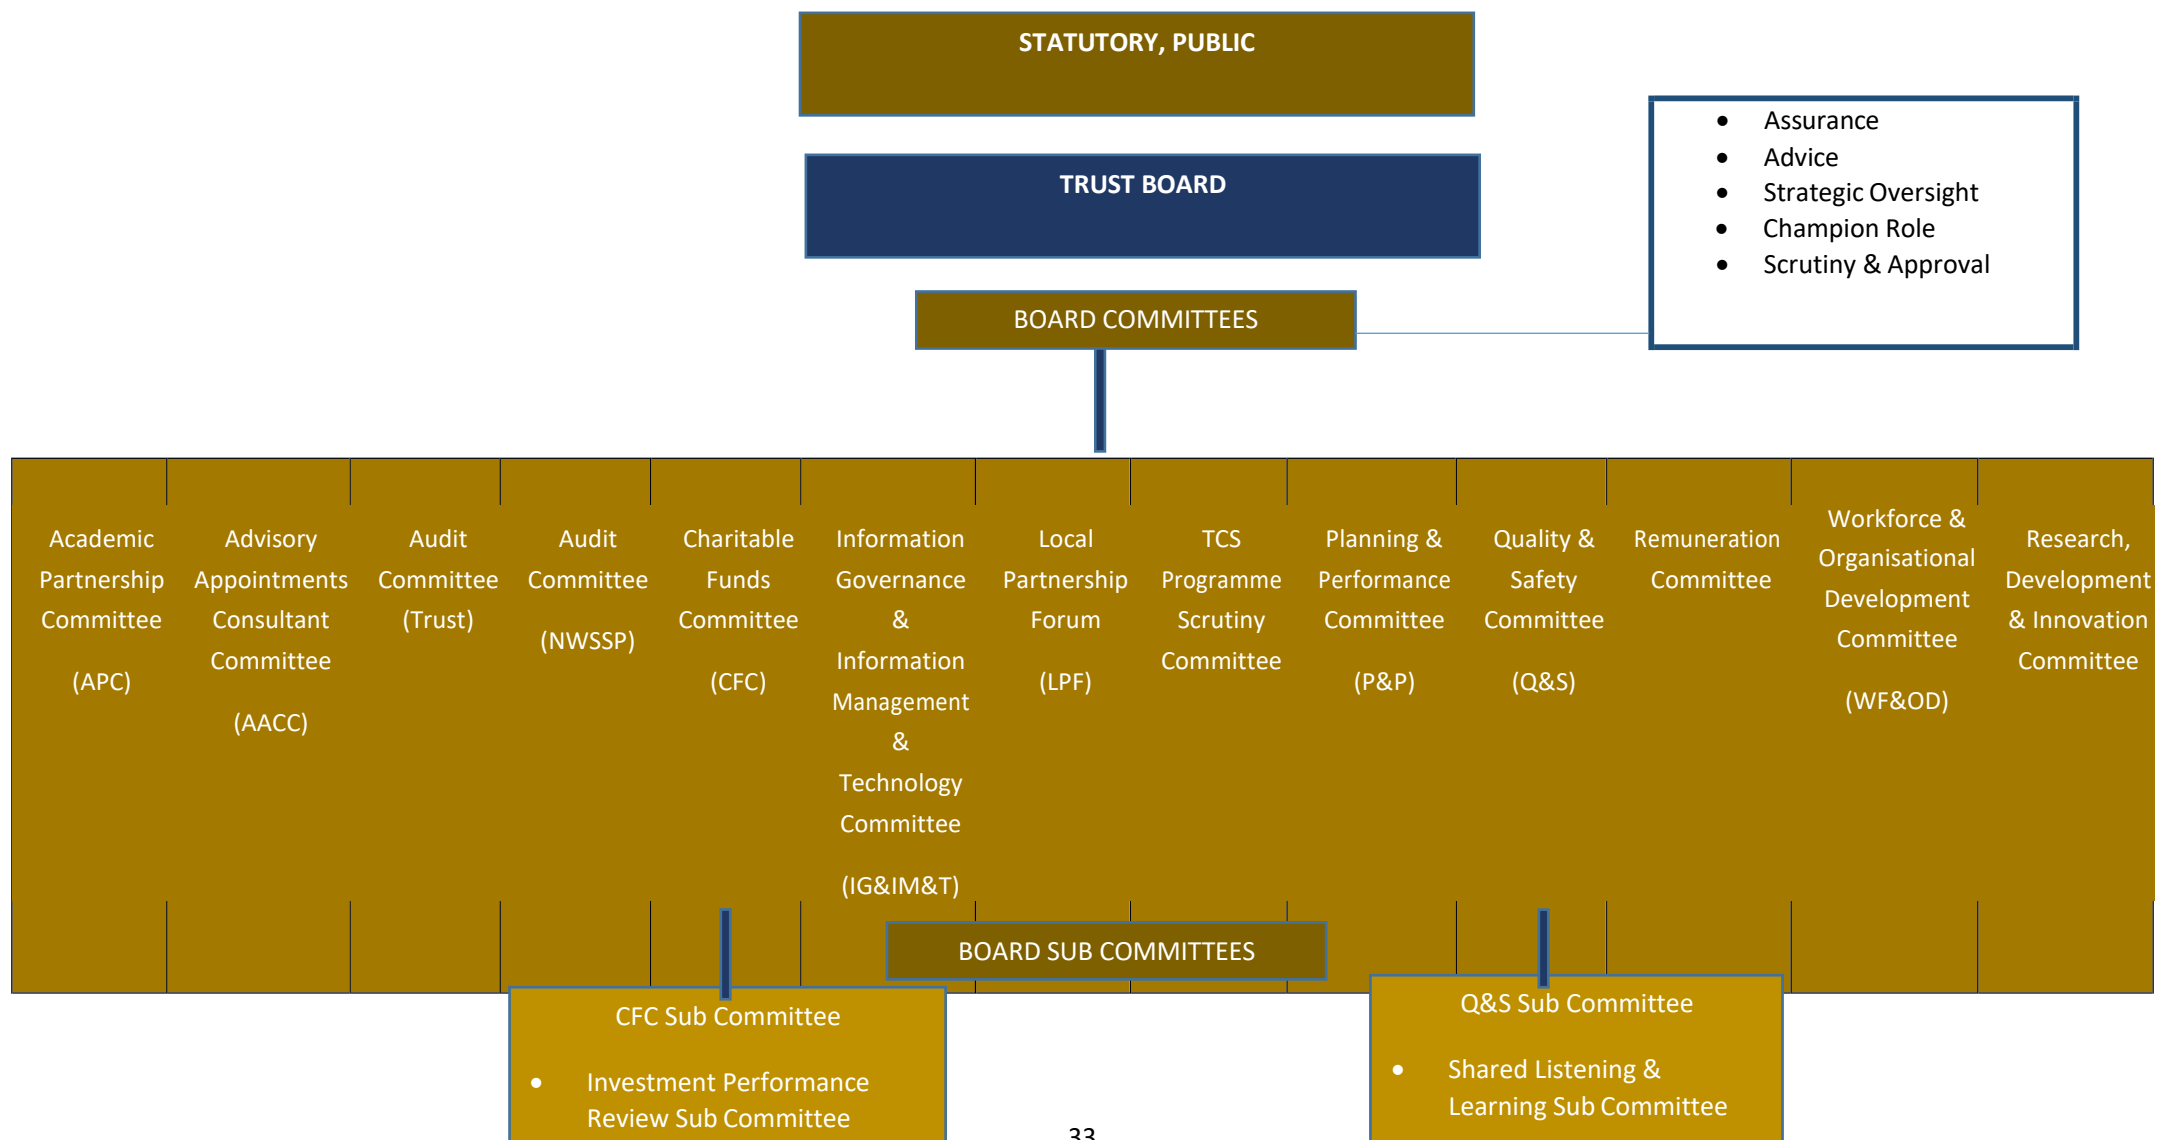 STATUTORY, PUBLIC
TRUST BOARD
BOARD COMMITTEES
• Assurance
• Advice
• Strategic Oversight
• Champion Role
• Scrutiny & Approval
Academic
Partnership
Committee
(APC)
Advisory
Appointments
Consultant
Committee
(AACC)
Audit
Committee
(Trust)
Audit
Committee
(NWSSP)
Charitable
Funds
Committee
(CFC)
Information
Governance
&
Information
Management
&
Technology
Committee
(IG&IM&T)
Local
Partnership
Forum
(LPF)
TCS
Programme
Scrutiny
Committee
Planning &
Performance
Committee
(P&P)
Quality &
Safety
Committee
(Q&S)
Remuneration
Committee
Workforce &
Organisational
Development
Committee
(WF&OD)
Research,
Development
& Innovation
Committee
BOARD SUB COMMITTEES
CFC Sub Committee
• Investment Performance
Review Sub Committee
Q&S Sub Committee
• Shared Listening &
Learning Sub Committee
33